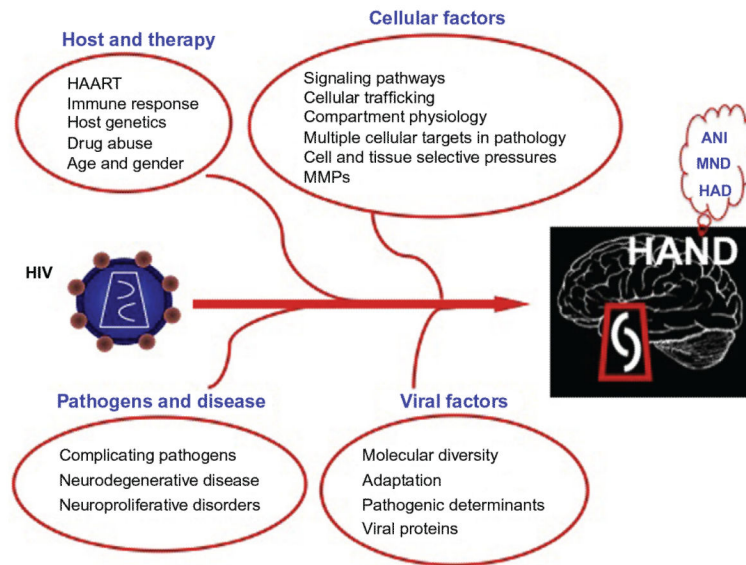 Host and therapy
HAART
Immune response
Host genetics
Drug abuse
Age and gender
Cellular factors
Signaling pathways
Cellular trafficking
Compartment physiology
Multiple cellular targets in pathology
Cell and tissue selective pressures
MMPs
ANI
MND
HAD
HIV
HAND
Pathogens and disease
Complicating pathogens
Neurodegenerative disease
Neuroproliferative disorders
Viral factors
Molecular diversity
Adaptation
Pathogenic determinants
Viral proteins